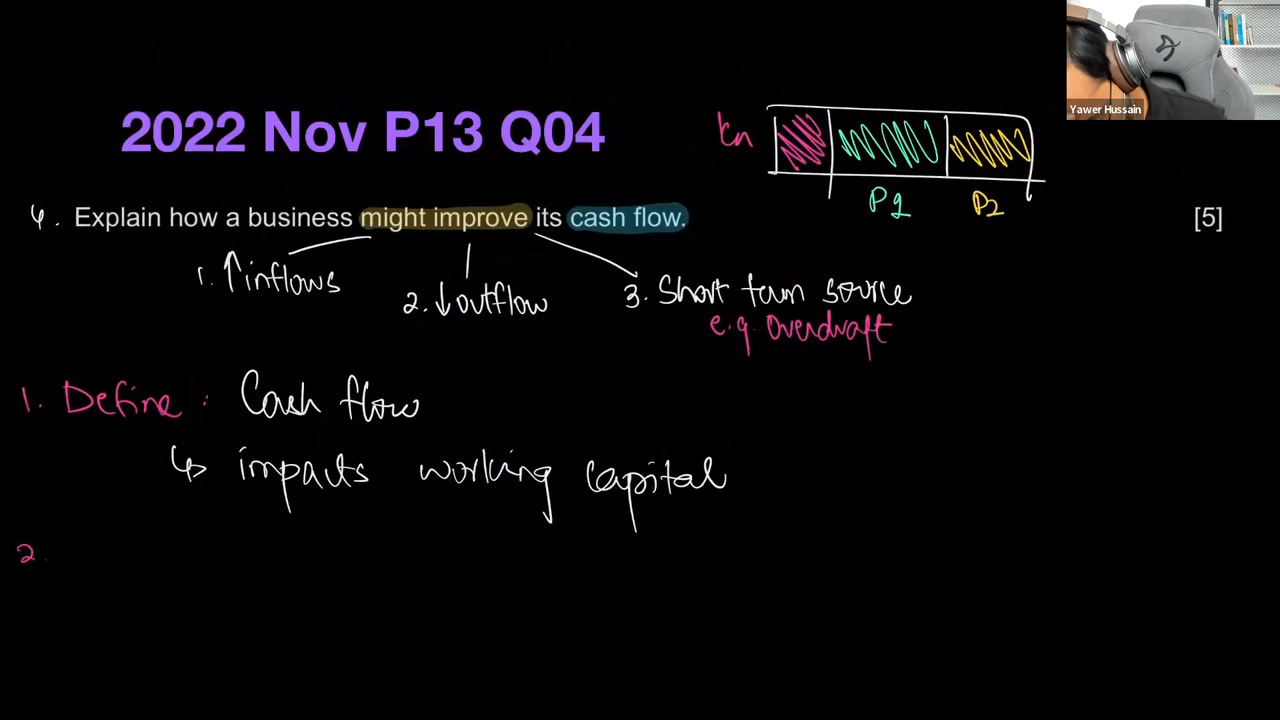 Yawer Hussain
2022 Nov P13 Q04
kn
P1 P2
4. Explain how a business might improve its cash flow. [5]
1. ↑ inflows
2. ↓ outflow
3. Short term source
e.g. Overdraft
1. Define : Cash flow
↳ impacts working capital
2.